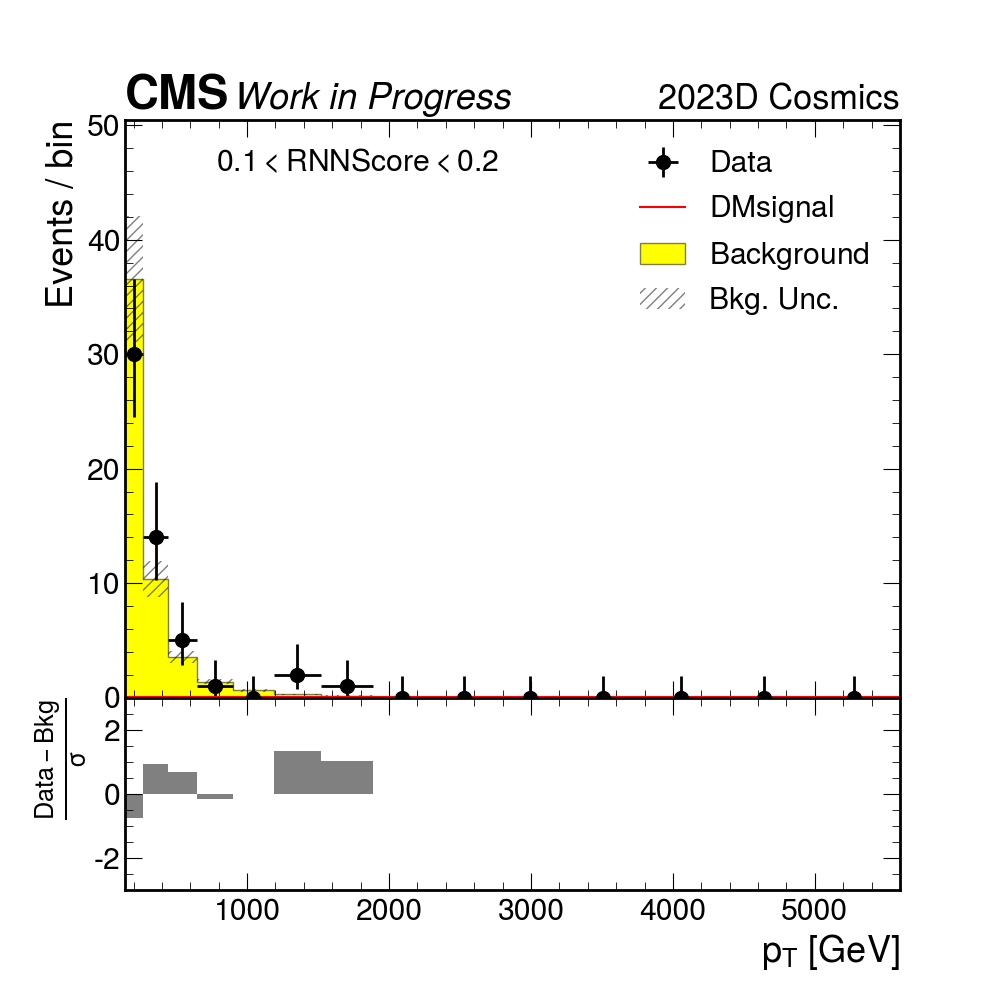 CMS Work in Progress 2023D Cosmics
0.1 < RNNScore < 0.2
Data
DMsignal
Background
Bkg. Unc.
Events / bin
50
40
30
20
10
0
Data – Bkg
σ
2
0
-2
1000 2000 3000 4000 5000
pT [GeV]